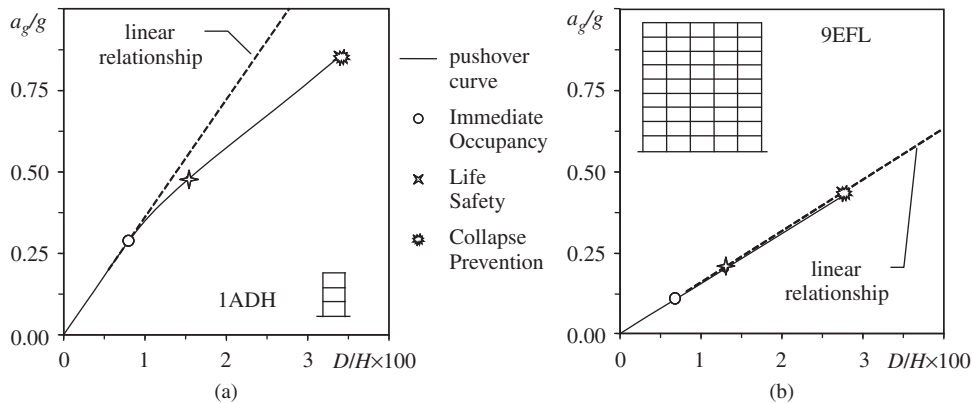 a_g/g
0.75
0.50
0.25
0.00
0
1
2
3
D/H×100
linear
relationship
1ADH
(a)
pushover
curve
Immediate
Occupancy
Life
Safety
Collapse
Prevention
a_g/g
0.75
0.50
0.25
0.00
0
1
2
3
D/H×100
9EFL
linear
relationship
(b)